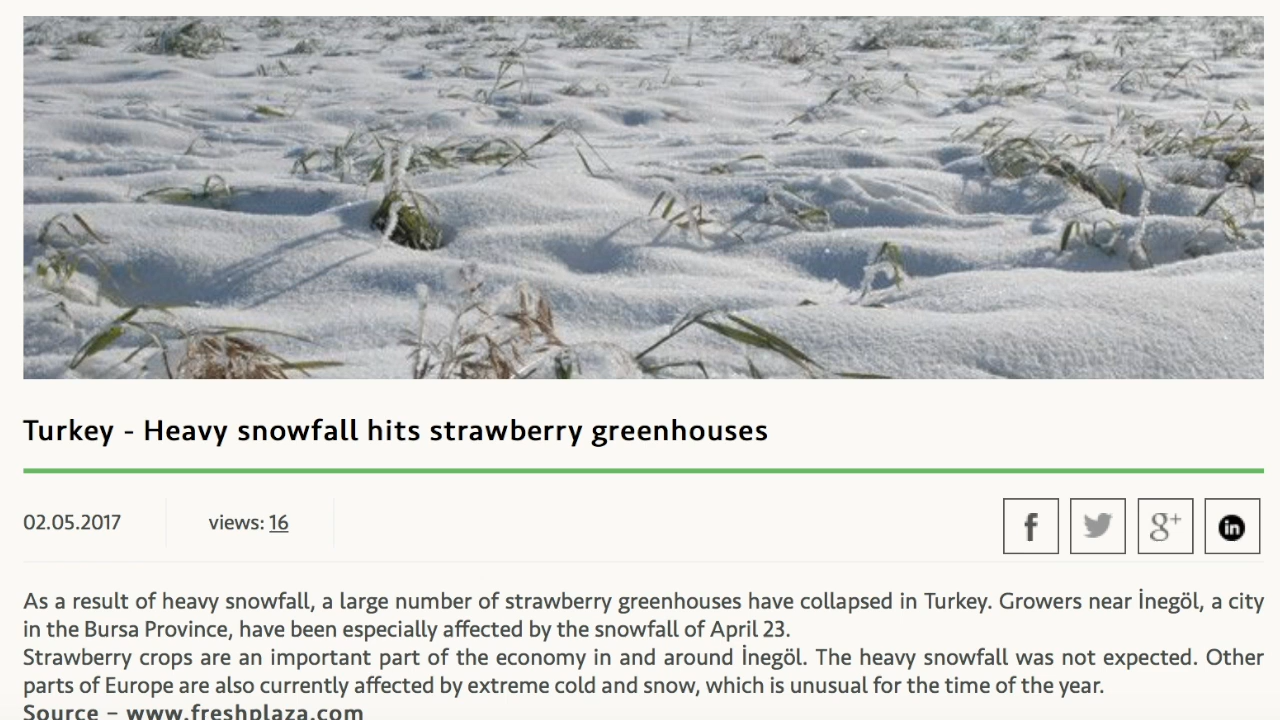 Turkey - Heavy snowfall hits strawberry greenhouses
02.05.2017 views: 16
f g+ in
As a result of heavy snowfall, a large number of strawberry greenhouses have collapsed in Turkey. Growers near İnegöl, a city
in the Bursa Province, have been especially affected by the snowfall of April 23.
Strawberry crops are an important part of the economy in and around İnegöl. The heavy snowfall was not expected. Other
parts of Europe are also currently affected by extreme cold and snow, which is unusual for the time of the year.
Source – www.freshplaza.com